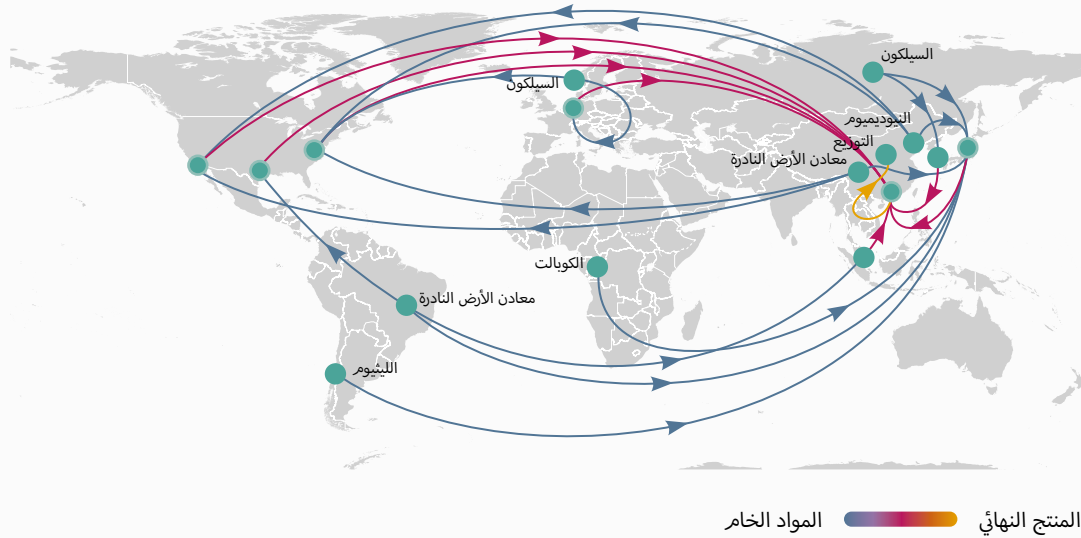 السيلكون
السيلكون
النيوديميوم
التوزيع
معادن الأرض النادرة
الكوبالت
معادن الأرض النادرة
الليثيوم
المنتج النهائي
المواد الخام